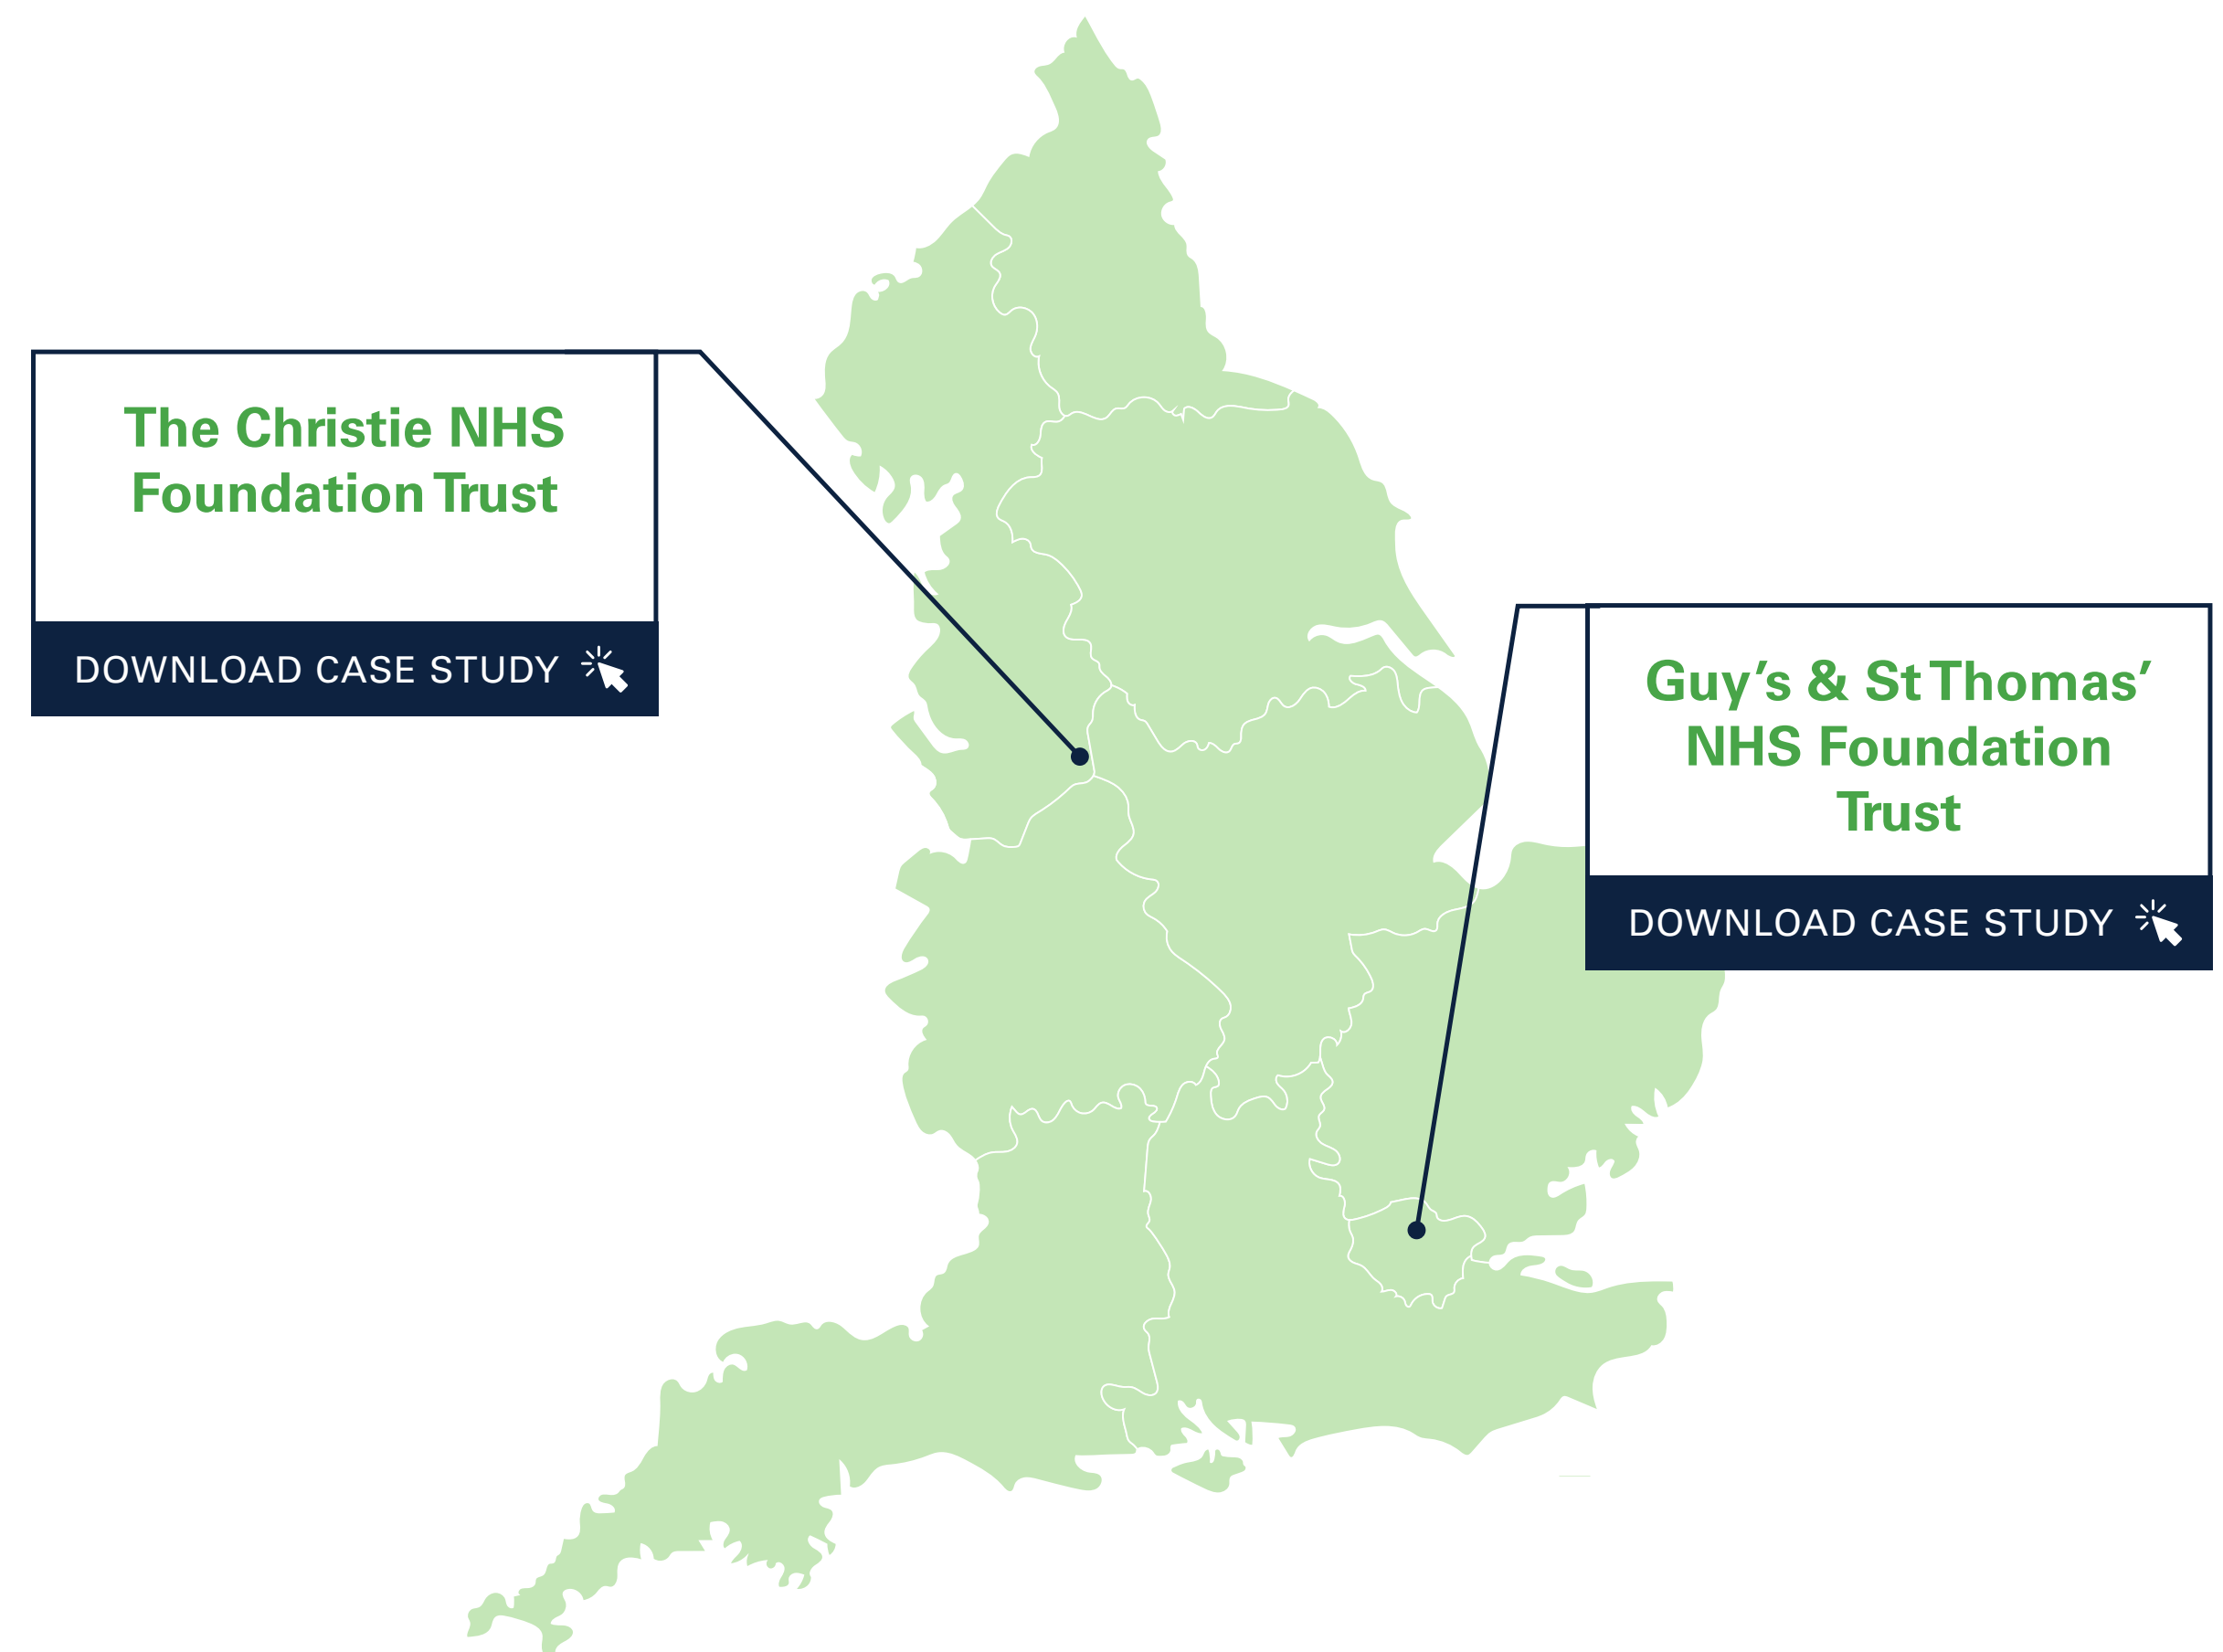 The Christie NHS
Foundation Trust
DOWNLOAD CASE STUDY
Guy's & St Thomas’
NHS Foundation
Trust
DOWNLOAD CASE STUDY